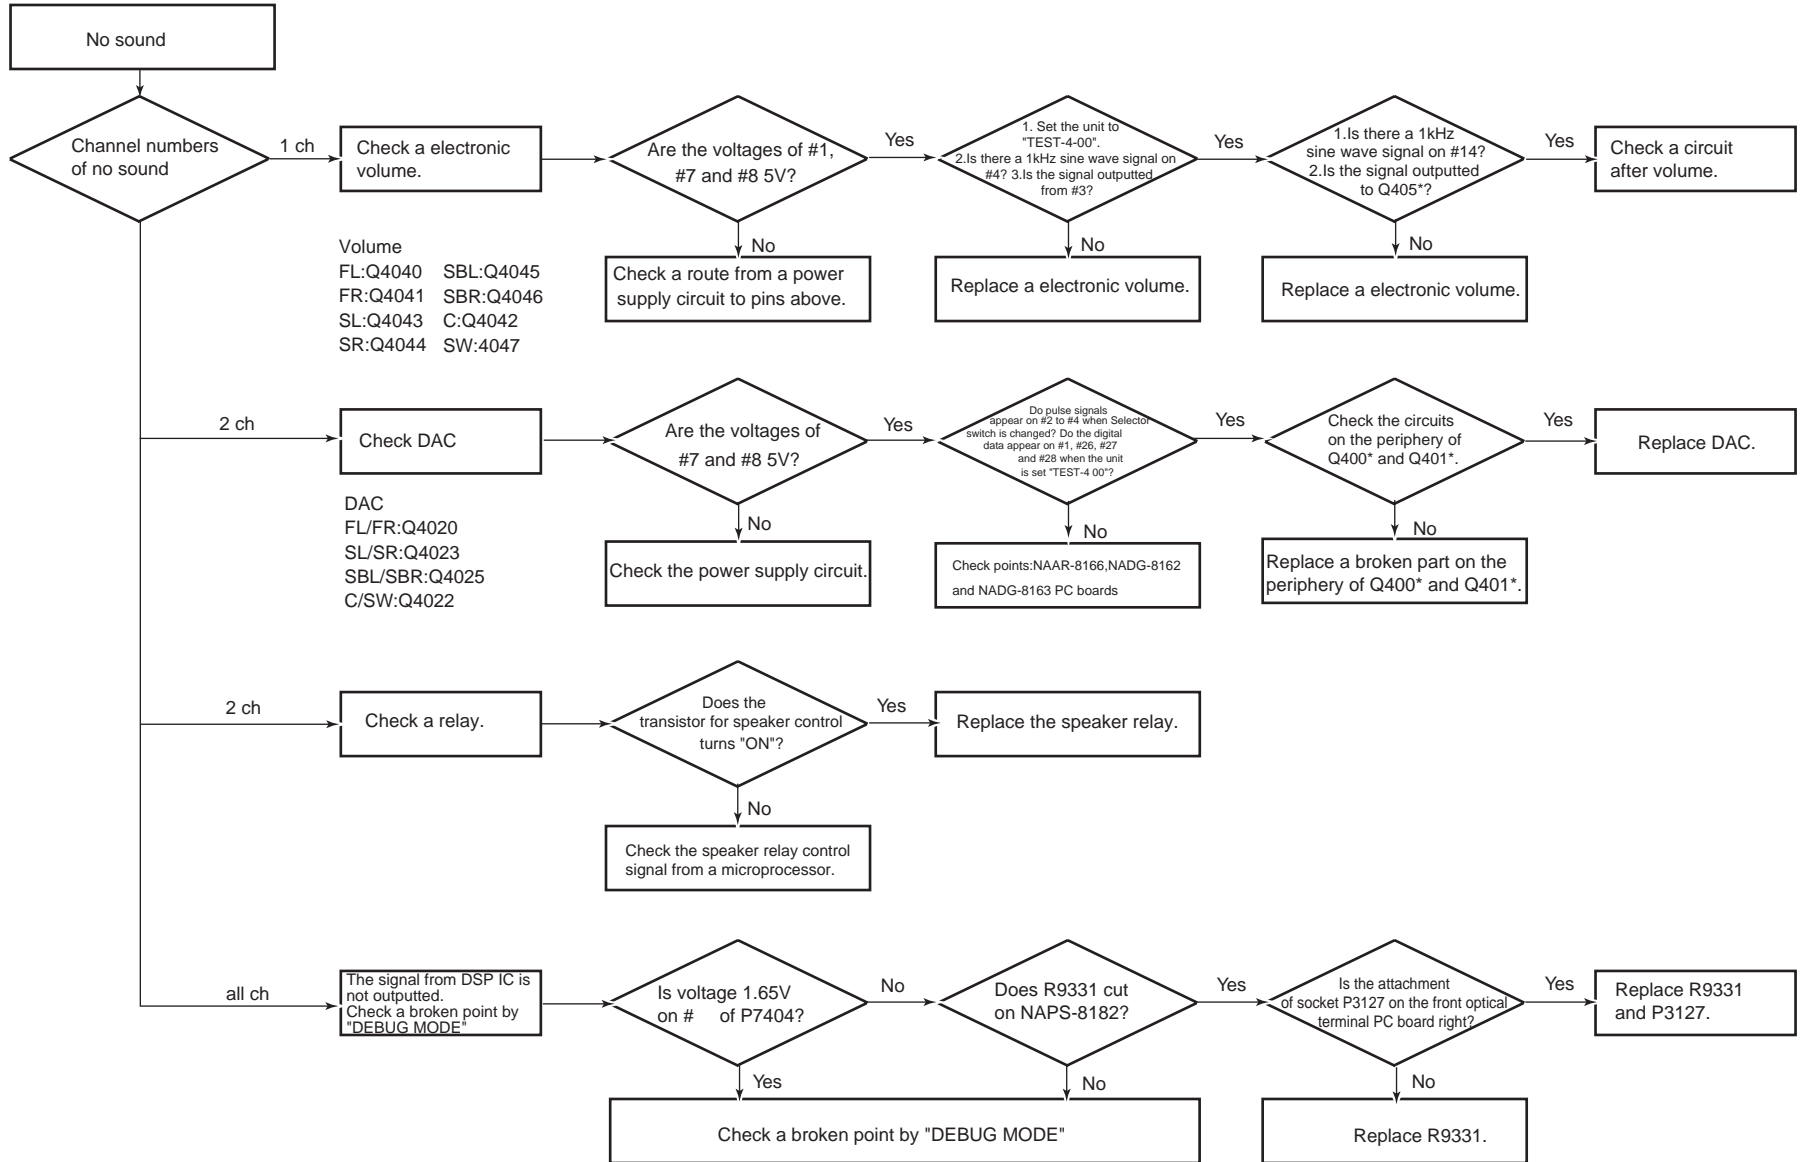 No sound
Channel numbers
of no sound
1 ch
Check a electronic
volume.
Are the voltages of #1,
#7 and #8 5V?
Yes
1. Set the unit to
"TEST-4-00".
2.Is there a 1kHz sine wave signal on
#4? 3.Is the signal outputted
from #3?
Yes
1.Is there a 1kHz
sine wave signal on #14?
2.Is the signal outputted
to Q405*?
Yes
Check a circuit
after volume.
No
Check a route from a power
supply circuit to pins above.
No
Replace a electronic volume.
No
Replace a electronic volume.
Volume
FL:Q4040 SBL:Q4045
FR:Q4041 SBR:Q4046
SL:Q4043 C:Q4042
SR:Q4044 SW:4047
2 ch
Check DAC
Are the voltages of
#7 and #8 5V?
Yes
Do pulse signals
appear on #2 to #4 when Selector
switch is changed? Do the digital
data appear on #1, #26, #27
and #28 when the unit
is set "TEST-4 00"?
Yes
Check the circuits
on the periphery of
Q400* and Q401*.
Yes
Replace DAC.
No
Check the power supply circuit.
No
Check points:NAAR-8166,NADG-8162
and NADG-8163 PC boards
No
Replace a broken part on the
periphery of Q400* and Q401*.
DAC
FL/FR:Q4020
SL/SR:Q4023
SBL/SBR:Q4025
C/SW:Q4022
2 ch
Check a relay.
Does the
transistor for speaker control
turns "ON"?
Yes
Replace the speaker relay.
No
Check the speaker relay control
signal from a microprocessor.
all ch
The signal from DSP IC is
not outputted.
Check a broken point by
"DEBUG MODE"
Is voltage 1.65V
on # of P7404?
No
Does R9331 cut
on NAPS-8182?
Yes
Is the attachment
of socket P3127 on the front optical
terminal PC board right?
Yes
Replace R9331
and P3127.
Yes
No
Check a broken point by "DEBUG MODE"
No
Replace R9331.